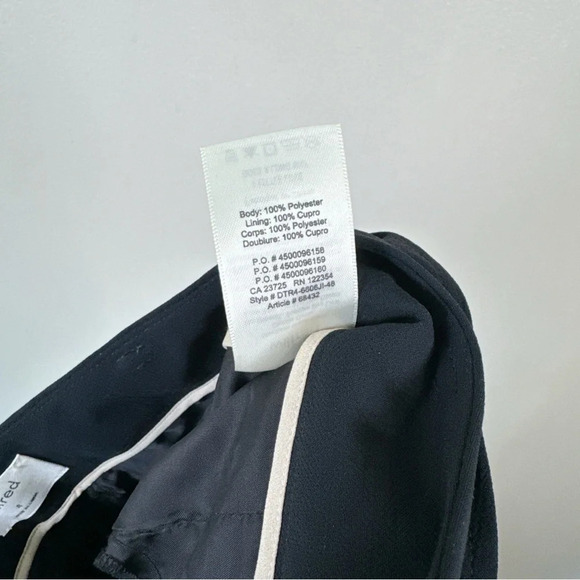 Body: 100% Polyester
Lining: 100% Cupro
Corps: 100% Polyester
Doublure: 100% Cupro
P.O. # 4500096156
P.O. # 4500096159
P.O. # 4500096160
CA 23725 RN 122354
Style # DTR4-6606JI-46
Article # 68432